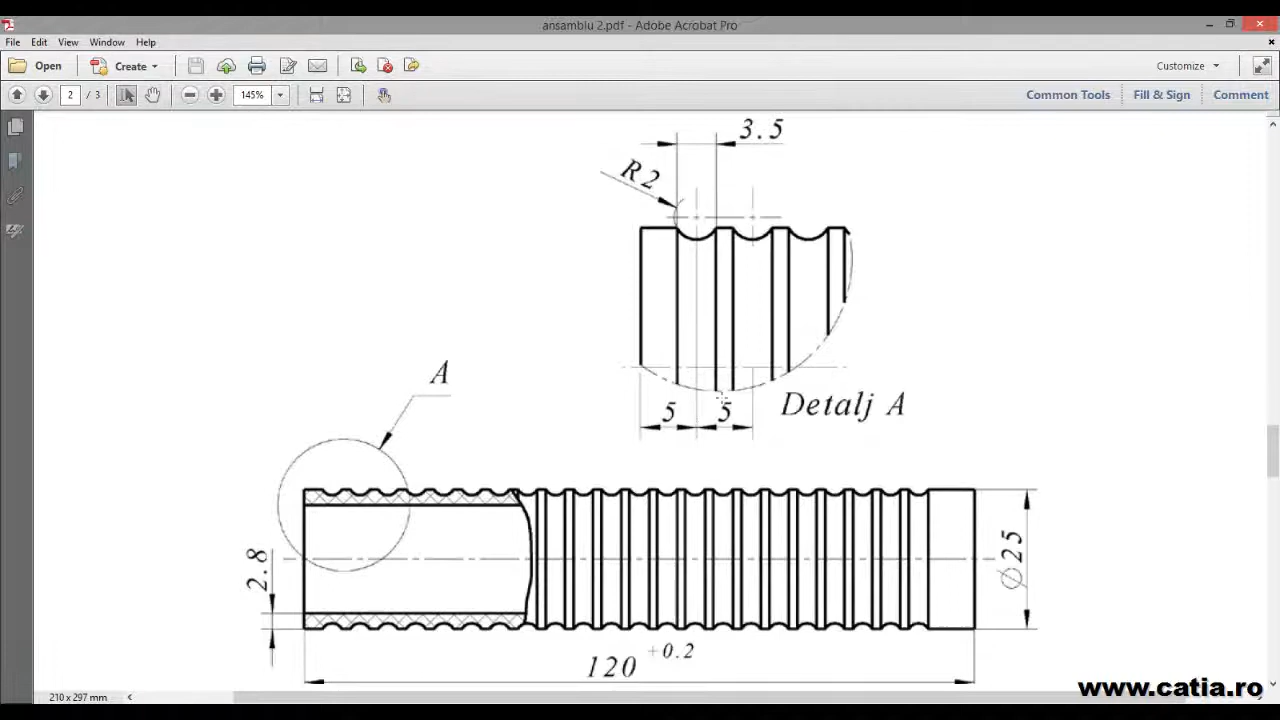 ansamblu 2.pdf - Adobe Acrobat Pro
File Edit View Window Help
Open Create Customize
2 / 3 145% Common Tools Fill & Sign Comment
3.5
R2
A
5 5 Detalj A
2.8
⌀25
120 +0.2
210 x 297 mm
www.catia.ro